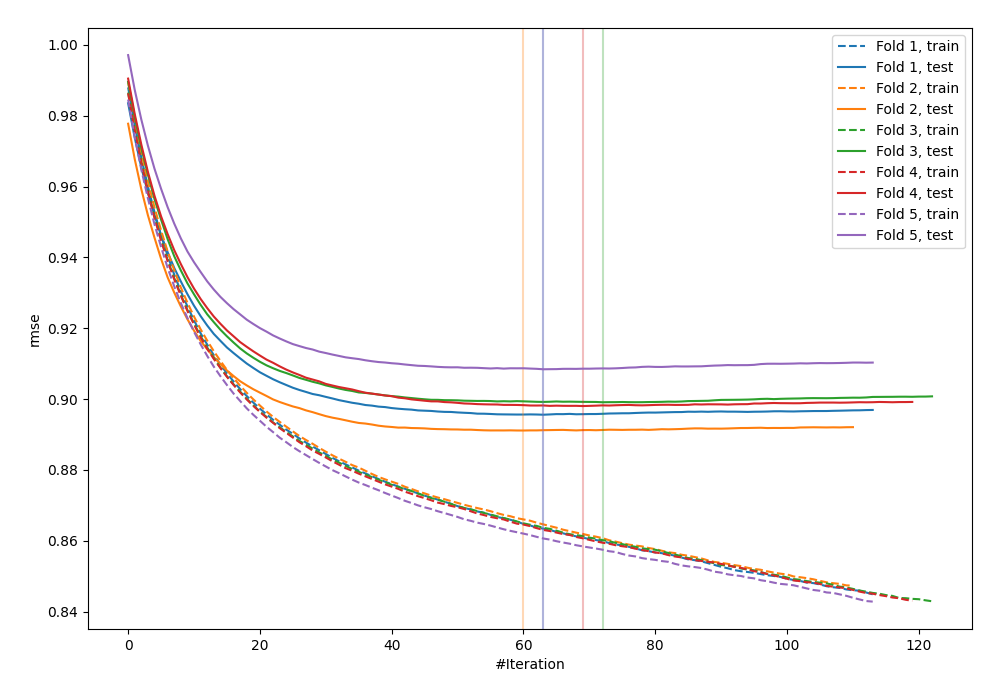 1.00
0.98
0.96
0.94
0.92
0.90
0.88
0.86
0.84
rmse
0
20
40
60
80
100
120
#Iteration
Fold 1, train
Fold 1, test
Fold 2, train
Fold 2, test
Fold 3, train
Fold 3, test
Fold 4, train
Fold 4, test
Fold 5, train
Fold 5, test